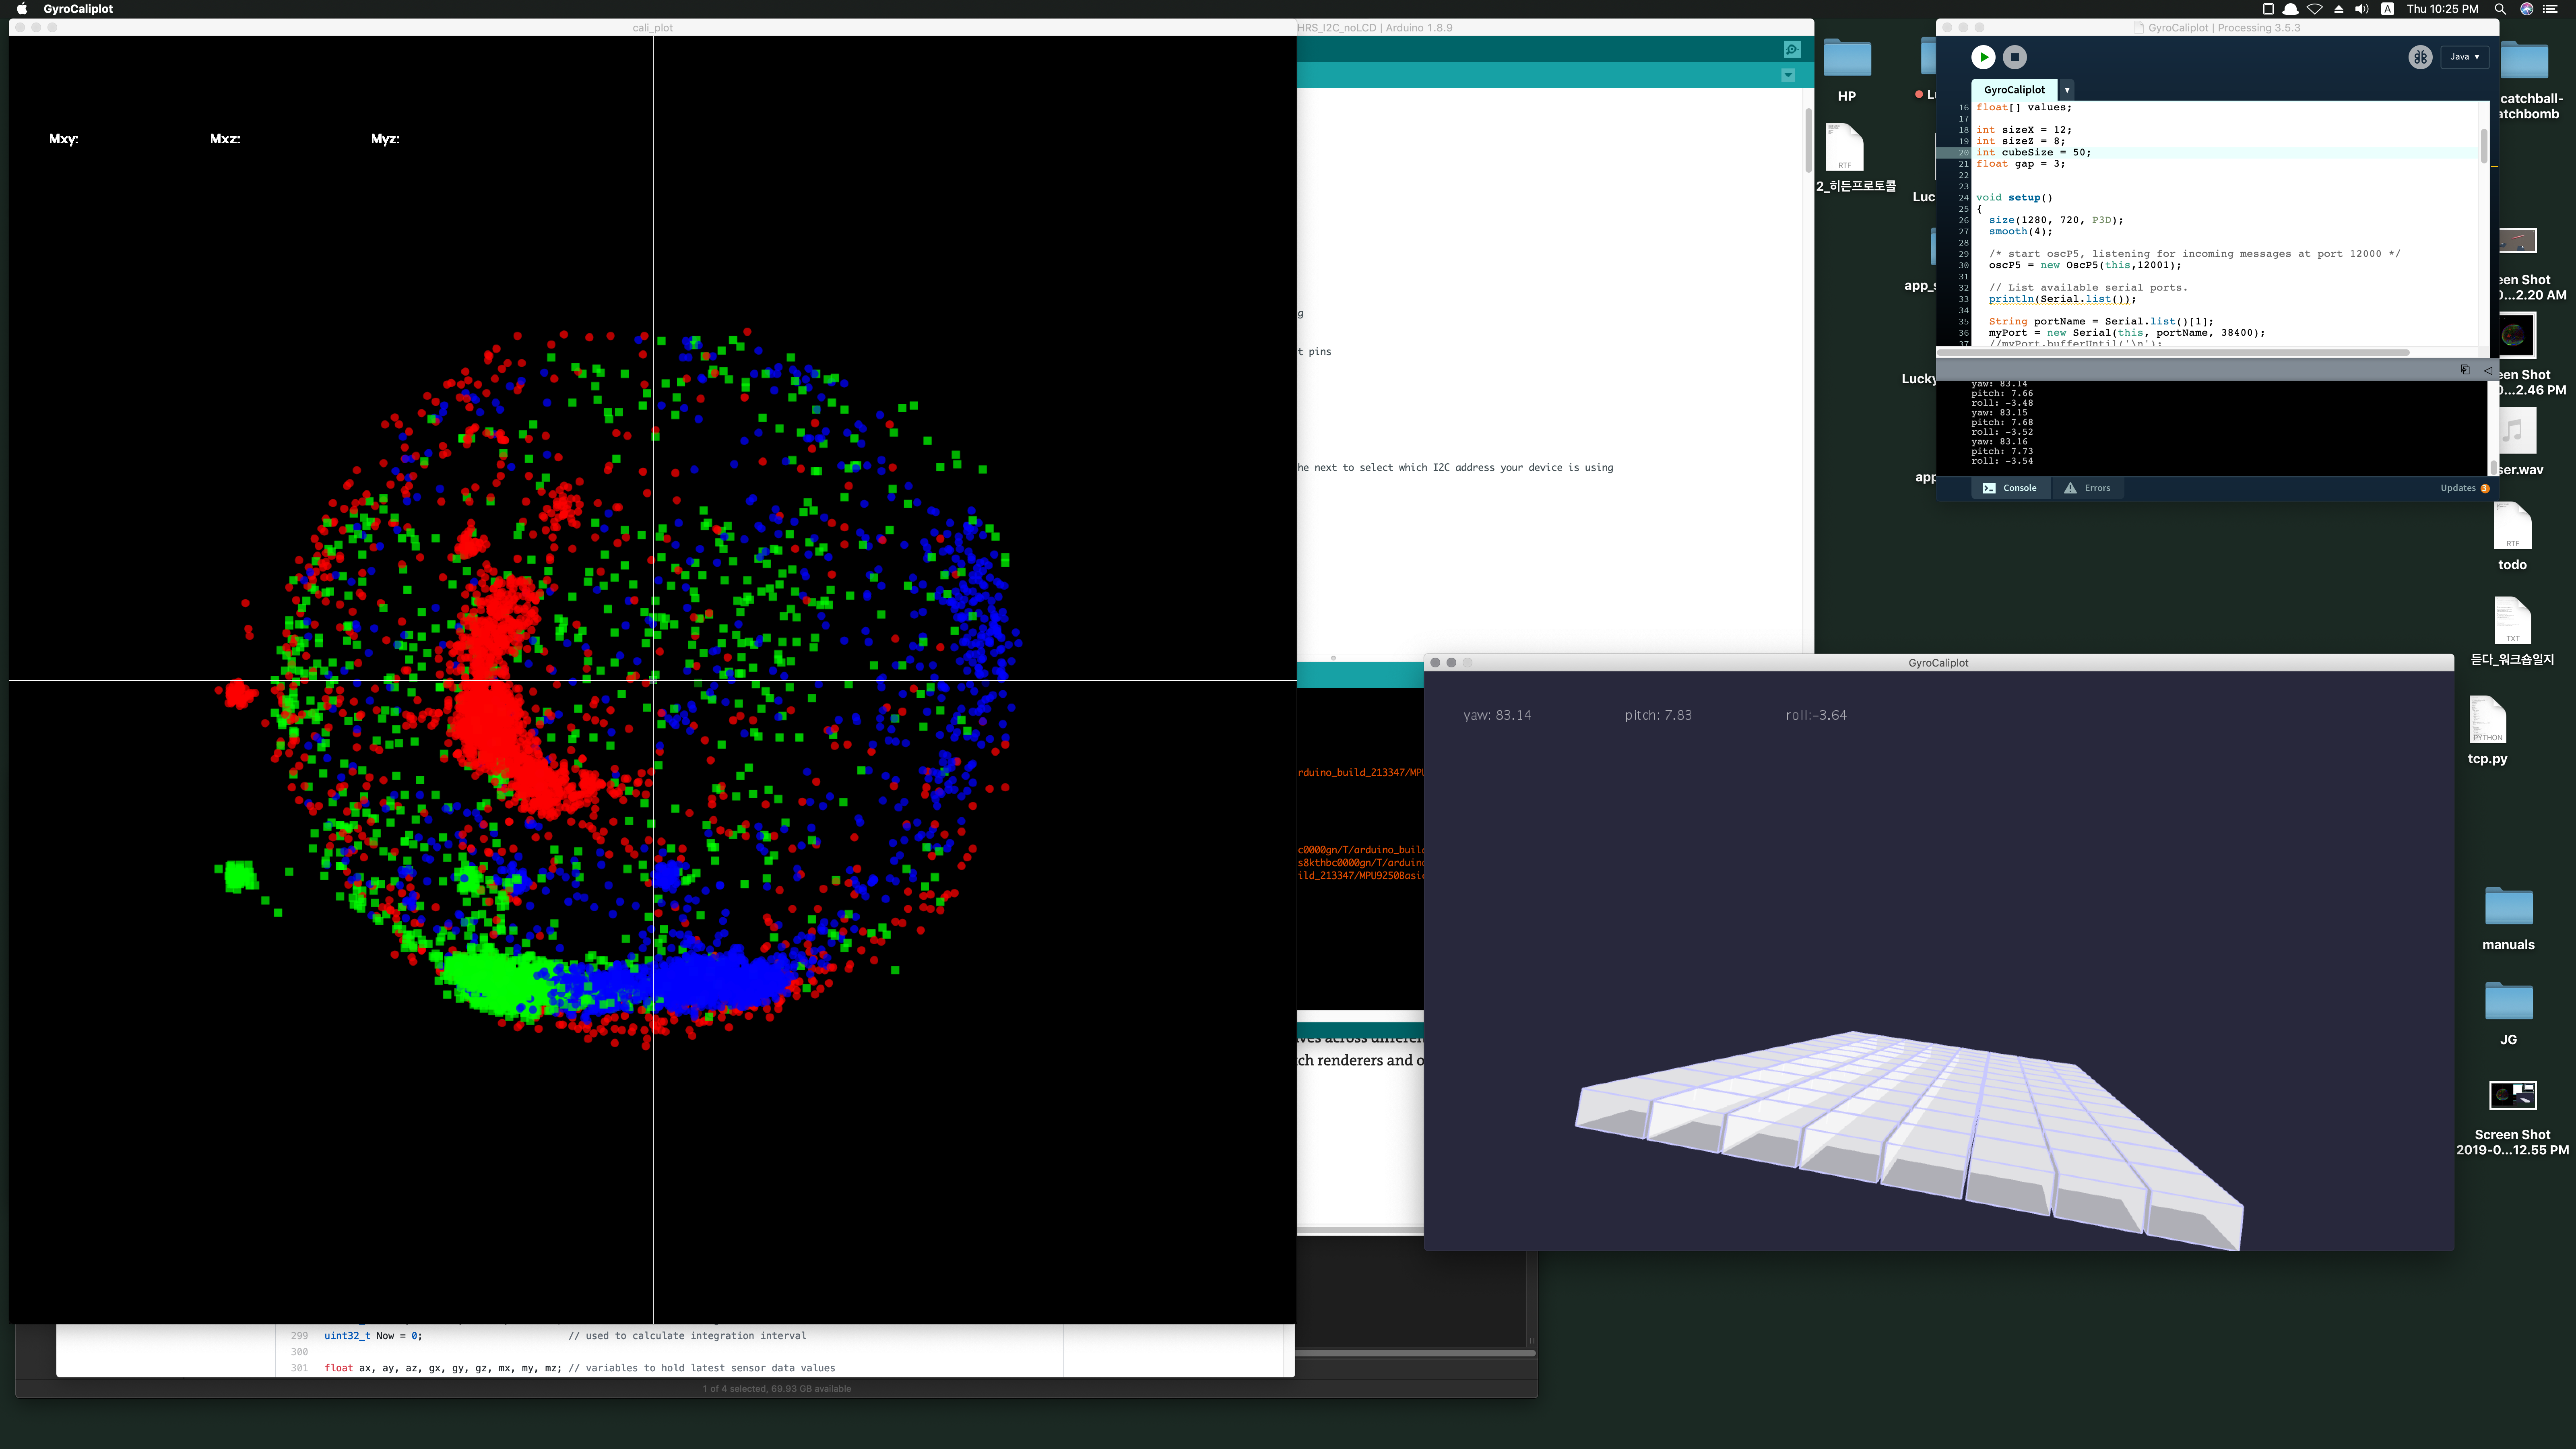 GyroCaliplot
A
Thu 10:25 PM
cali_plot
HRS_I2C_noLCD | Arduino 1.8.9
GyroCaliplot | Processing 3.5.3
Mxy:
Mxz:
Myz:
t pins
he next to select which I2C address your device is using
rduino_build_213347/MPU
c0000gn/T/arduino_build
s8kthbc0000gn/T/arduino
ild_213347/MPU9250Basic
ch renderers and o
299 uint32_t Now = 0; // used to calculate integration interval
300
301 float ax, ay, az, gx, gy, gz, mx, my, mz; // variables to hold latest sensor data values
1 of 4 selected, 69.93 GB available
HP
RTF
2_히든프로토콜
Luc
app_s
Lucky
app
Java
GyroCaliplot
16 float[] values;
17
18 int sizeX = 12;
19 int sizeZ = 8;
20 int cubeSize = 50;
21 float gap = 3;
22
23
24 void setup()
25 {
26 size(1280, 720, P3D);
27 smooth(4);
28
29 /* start oscP5, listening for incoming messages at port 12000 */
30 oscP5 = new OscP5(this,12001);
31
32 // List available serial ports.
33 println(Serial.list());
34
35 String portName = Serial.list()[1];
36 myPort = new Serial(this, portName, 38400);
37 //myPort.bufferUntil('\n');
yaw: 83.14
pitch: 7.66
roll: -3.48
yaw: 83.15
pitch: 7.68
roll: -3.52
yaw: 83.16
pitch: 7.73
roll: -3.54
Console
Errors
Updates 3
GyroCaliplot
yaw: 83.14
pitch: 7.83
roll:-3.64
catchball-
atchbomb
een Shot
0...2.20 AM
een Shot
0...2.46 PM
ser.wav
RTF
todo
TXT
듣다_워크숍일지
PYTHON
tcp.py
manuals
JG
Screen Shot
2019-0...12.55 PM